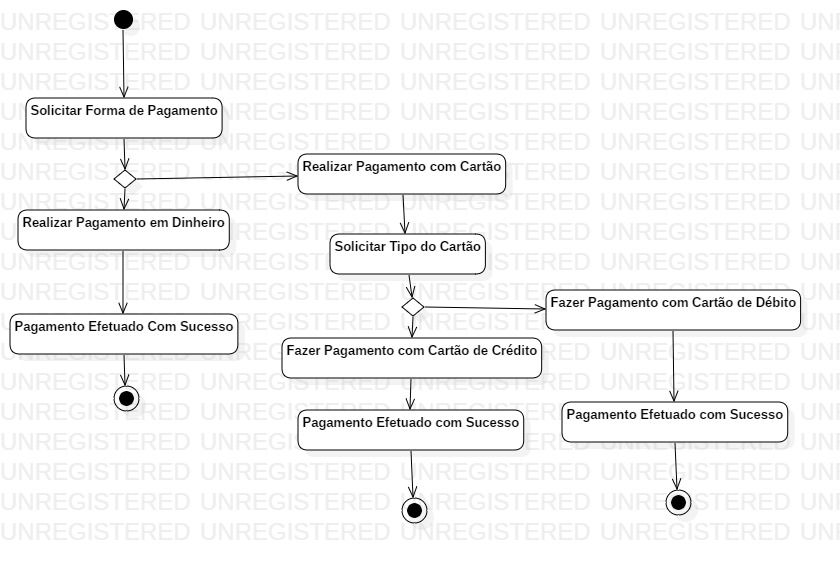 Solicitar Forma de Pagamento
Realizar Pagamento com Cartão
Realizar Pagamento em Dinheiro
Solicitar Tipo do Cartão
Fazer Pagamento com Cartão de Débito
Pagamento Efetuado Com Sucesso
Fazer Pagamento com Cartão de Crédito
Pagamento Efetuado com Sucesso
Pagamento Efetuado com Sucesso
UNREGISTERED